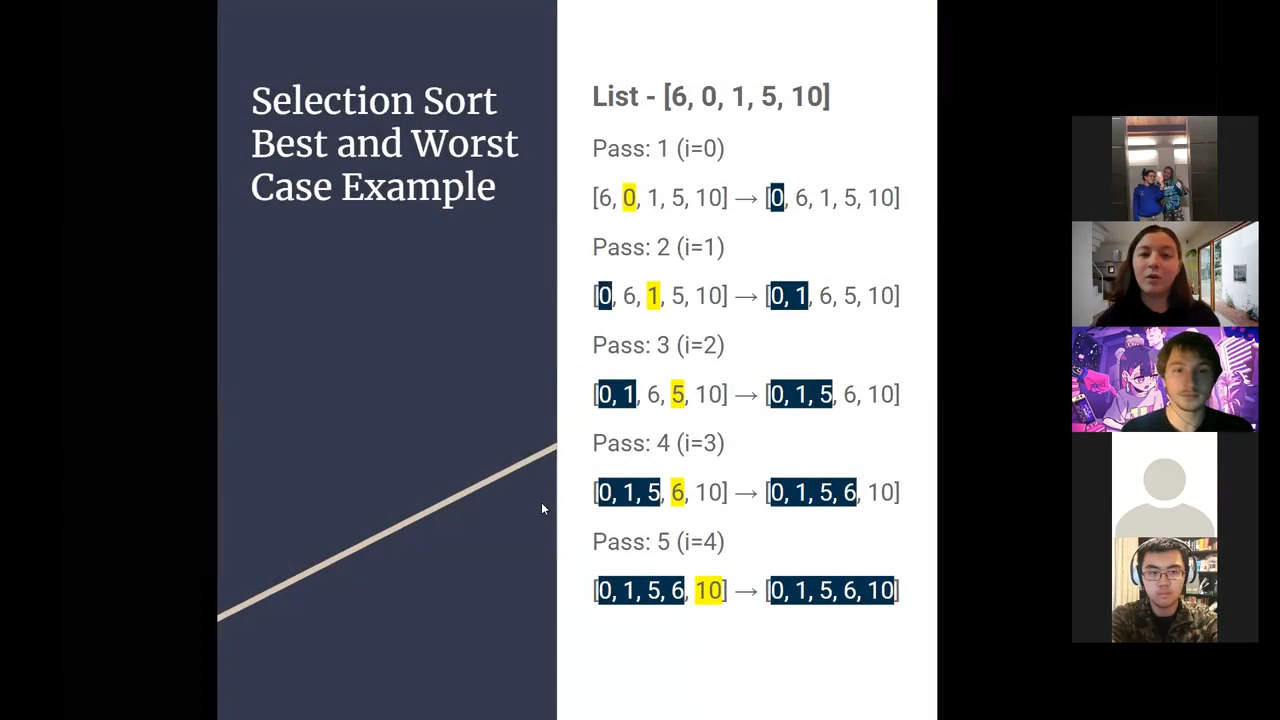 Selection Sort
Best and Worst
Case Example
List - [6, 0, 1, 5, 10]
Pass: 1 (i=0)
[6, 0, 1, 5, 10] → [0, 6, 1, 5, 10]
Pass: 2 (i=1)
[0, 6, 1, 5, 10] → [0, 1, 6, 5, 10]
Pass: 3 (i=2)
[0, 1, 6, 5, 10] → [0, 1, 5, 6, 10]
Pass: 4 (i=3)
[0, 1, 5, 6, 10] → [0, 1, 5, 6, 10]
Pass: 5 (i=4)
[0, 1, 5, 6, 10] → [0, 1, 5, 6, 10]